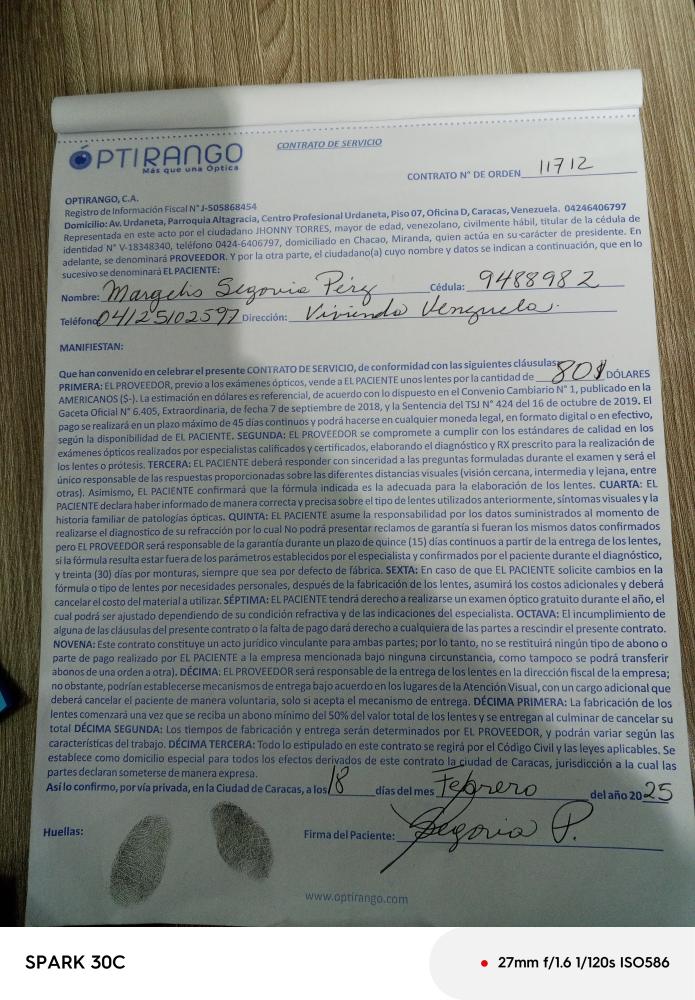 ÓPTIRANGO
Más que una Óptica
CONTRATO DE SERVICIO
CONTRATO N° DE ORDEN 11712
OPTIRANGO, C.A.
Registro de Información Fiscal N° J-505868454
Domicilio: Av. Urdaneta, Parroquia Altagracia, Centro Profesional Urdaneta, Piso 07, Oficina D, Caracas, Venezuela. 04246406797
Representada en este acto por el ciudadano JHONNY TORRES, mayor de edad, venezolano, civilmente hábil, titular de la cédula de
identidad N° V-18348340, teléfono 0424-6406797, domiciliado en Chacao, Miranda, quien actúa en su carácter de presidente. En
adelante, se denominará PROVEEDOR. Y por la otra parte, el ciudadano(a) cuyo nombre y datos se indican a continuación, que en lo
sucesivo se denominará EL PACIENTE:
Nombre: Margelis Segovia Pérez Cédula: 9488982
Teléfono 04125102597 Dirección: Vivienda Venezuela.
MANIFIESTAN:
Que han convenido en celebrar el presente CONTRATO DE SERVICIO, de conformidad con las siguientes cláusulas:
PRIMERA: EL PROVEEDOR, previo a los exámenes ópticos, vende a EL PACIENTE unos lentes por la cantidad de 80$ DÓLARES
AMERICANOS ($-). La estimación en dólares es referencial, de acuerdo con lo dispuesto en el Convenio Cambiario N° 1, publicado en la
Gaceta Oficial N° 6.405, Extraordinaria, de fecha 7 de septiembre de 2018, y la Sentencia del TSJ N° 424 del 16 de octubre de 2019. El
pago se realizará en un plazo máximo de 45 días continuos y podrá hacerse en cualquier moneda legal, en formato digital o en efectivo,
según la disponibilidad de EL PACIENTE. SEGUNDA: EL PROVEEDOR se compromete a cumplir con los estándares de calidad en los
exámenes ópticos realizados por especialistas calificados y certificados, elaborando el diagnóstico y RX prescrito para la realización de
los lentes o prótesis. TERCERA: EL PACIENTE deberá responder con sinceridad a las preguntas formuladas durante el examen y será el
único responsable de las respuestas proporcionadas sobre las diferentes distancias visuales (visión cercana, intermedia y lejana, entre
otras). Asimismo, EL PACIENTE confirmará que la fórmula indicada es la adecuada para la elaboración de los lentes. CUARTA: EL
PACIENTE declara haber informado de manera correcta y precisa sobre el tipo de lentes utilizados anteriormente, síntomas visuales y la
historia familiar de patologías ópticas. QUINTA: EL PACIENTE asume la responsabilidad por los datos suministrados al momento de
realizarse el diagnostico de su refracción por lo cual No podrá presentar reclamos de garantía si fueran los mismos datos confirmados
pero EL PROVEEDOR será responsable de la garantía durante un plazo de quince (15) días continuos a partir de la entrega de los lentes,
si la fórmula resulta estar fuera de los parámetros establecidos por el especialista y confirmados por el paciente durante el diagnóstico,
y treinta (30) días por monturas, siempre que sea por defecto de fábrica. SEXTA: En caso de que EL PACIENTE solicite cambios en la
fórmula o tipo de lentes por necesidades personales, después de la fabricación de los lentes, asumirá los costos adicionales y deberá
cancelar el costo del material a utilizar. SÉPTIMA: EL PACIENTE tendrá derecho a realizarse un examen óptico gratuito durante el año, el
cual podrá ser ajustado dependiendo de su condición refractiva y de las indicaciones del especialista. OCTAVA: El incumplimiento de
alguna de las cláusulas del presente contrato o la falta de pago dará derecho a cualquiera de las partes a rescindir el presente contrato.
NOVENA: Este contrato constituye un acto jurídico vinculante para ambas partes; por lo tanto, no se restituirá ningún tipo de abono o
parte de pago realizado por EL PACIENTE a la empresa mencionada bajo ninguna circunstancia, como tampoco se podrá transferir
abonos de una orden a otra). DÉCIMA: EL PROVEEDOR será responsable de la entrega de los lentes en la dirección fiscal de la empresa;
no obstante, podrían establecerse mecanismos de entrega bajo acuerdo en los lugares de la Atención Visual, con un cargo adicional que
deberá cancelar el paciente de manera voluntaria, solo si acepta el mecanismo de entrega. DÉCIMA PRIMERA: La fabricación de los
lentes comenzará una vez que se reciba un abono mínimo del 50% del valor total de los lentes y se entregan al culminar de cancelar su
total DÉCIMA SEGUNDA: Los tiempos de fabricación y entrega serán determinados por EL PROVEEDOR, y podrán variar según las
características del trabajo. DÉCIMA TERCERA: Todo lo estipulado en este contrato se regirá por el Código Civil y las leyes aplicables. Se
establece como domicilio especial para todos los efectos derivados de este contrato la ciudad de Caracas, jurisdicción a la cual las
partes declaran someterse de manera expresa.
Así lo confirmo, por vía privada, en la Ciudad de Caracas, a los 18 días del mes Febrero del año 2025
Huellas:
Firma del Paciente: Segovia P.
www.optirango.com
SPARK 30C
27mm f/1.6 1/120s ISO586